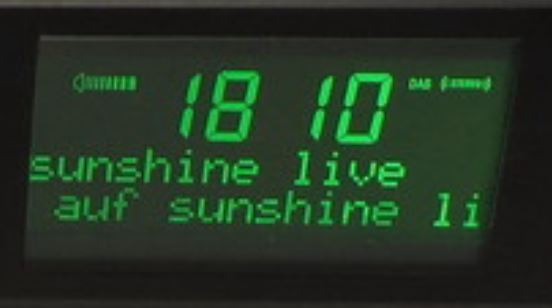 18 10 DAB
sunshine live
auf sunshine li